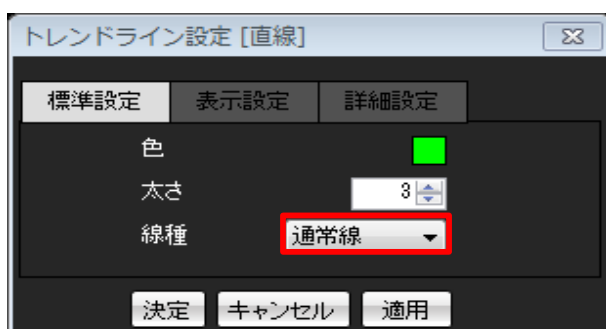 トレンドライン設定 [直線]
標準設定 表示設定 詳細設定
色
太さ 3
線種 通常線
決定 キャンセル 適用